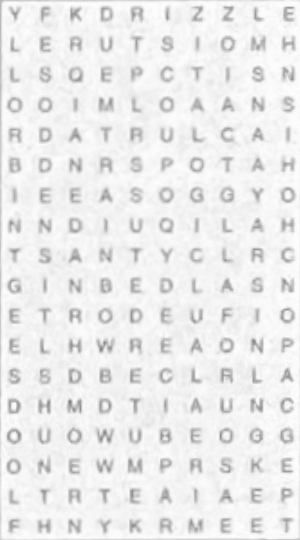 Y F K D R I Z Z L E
L E R U T S I O M H
L S Q E P C T I S N
O O I M L O A A N S
R D A T R U L C A I
B D N R S P O T A H
I E E A S O G G Y O
N N D I U Q I L A H
T S A N T Y C L R C
G I N B E D L A S N
E T R O D E U F I O
E L H W R E A O N P
S S D B E C L R L A
D H M D T I A U N C
O U O W U B E O G G
O N E W M P R S K E
L T R T E A I A E P
F H N Y K R M E E T